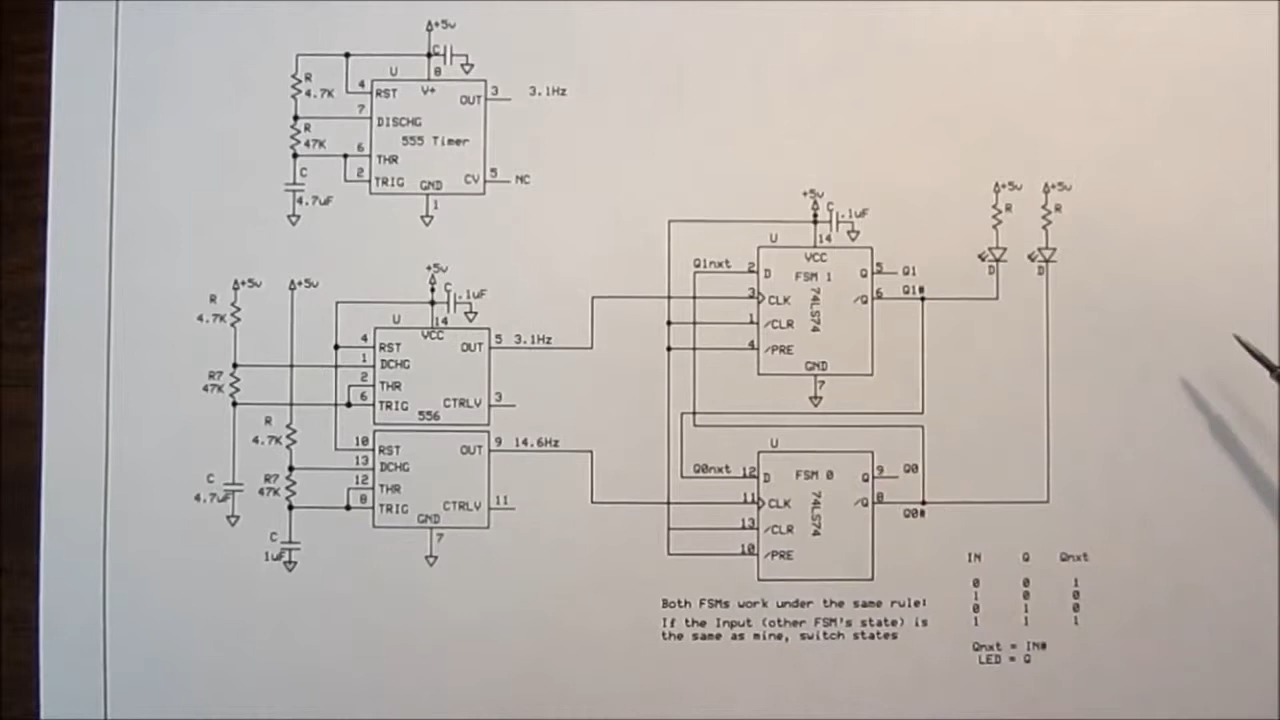 +5v
C
R
4.7K
R
47K
C
4.7uF
U 8
4 RST V+ OUT 3 3.1Hz
7 DISCHG
555 Timer
6 THR
2 TRIG GND CV 5 NC
1
+5v
+5v
+5v
C .1uF
R
4.7K
R7
47K
R
4.7K
R7
47K
C
4.7uF
C
1uF
U 14
VCC
4 RST OUT 5 3.1Hz
1 DCHG
2 THR
6 TRIG CTRLV 3
556
10 RST OUT 9 14.6Hz
13 DCHG
12 THR
8 TRIG CTRLV 11
GND
7
+5v
C .1uF
U 14
VCC
Q1nxt 2 D FSM 1 Q 5 Q1
3 CLK /Q 6 Q1#
74LS74
1 /CLR
4 /PRE
GND
7
+5v
R
D
+5v
R
D
U
Q0nxt 12 D FSM 0 Q 9 Q0
11 CLK /Q 8 Q0#
74LS74
13 /CLR
10 /PRE
Both FSMs work under the same rule:
If the Input (other FSM's state) is
the same as mine, switch states
IN Q Qnxt
0 0 1
1 0 0
0 1 0
1 1 1
Qnxt = IN#
LED = Q